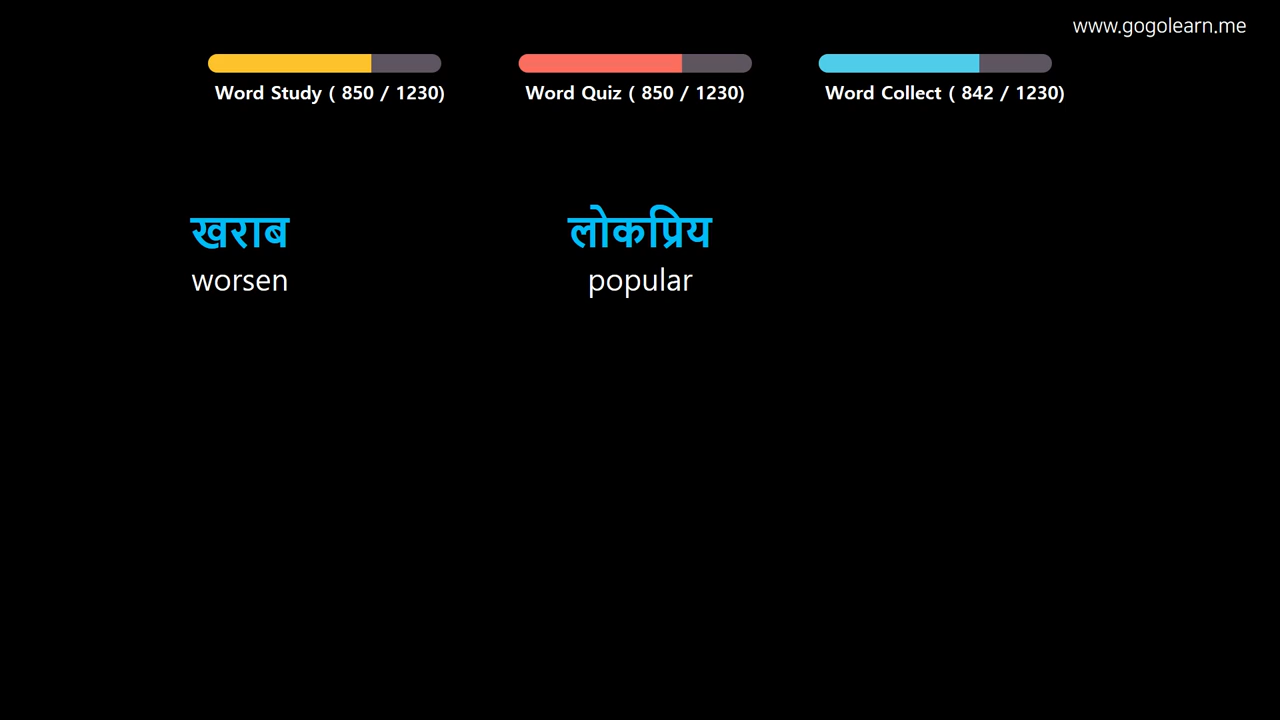 www.gogolearn.me
Word Study ( 850 / 1230)
Word Quiz ( 850 / 1230)
Word Collect ( 842 / 1230)
खराब
worsen
लोकप्रिय
popular